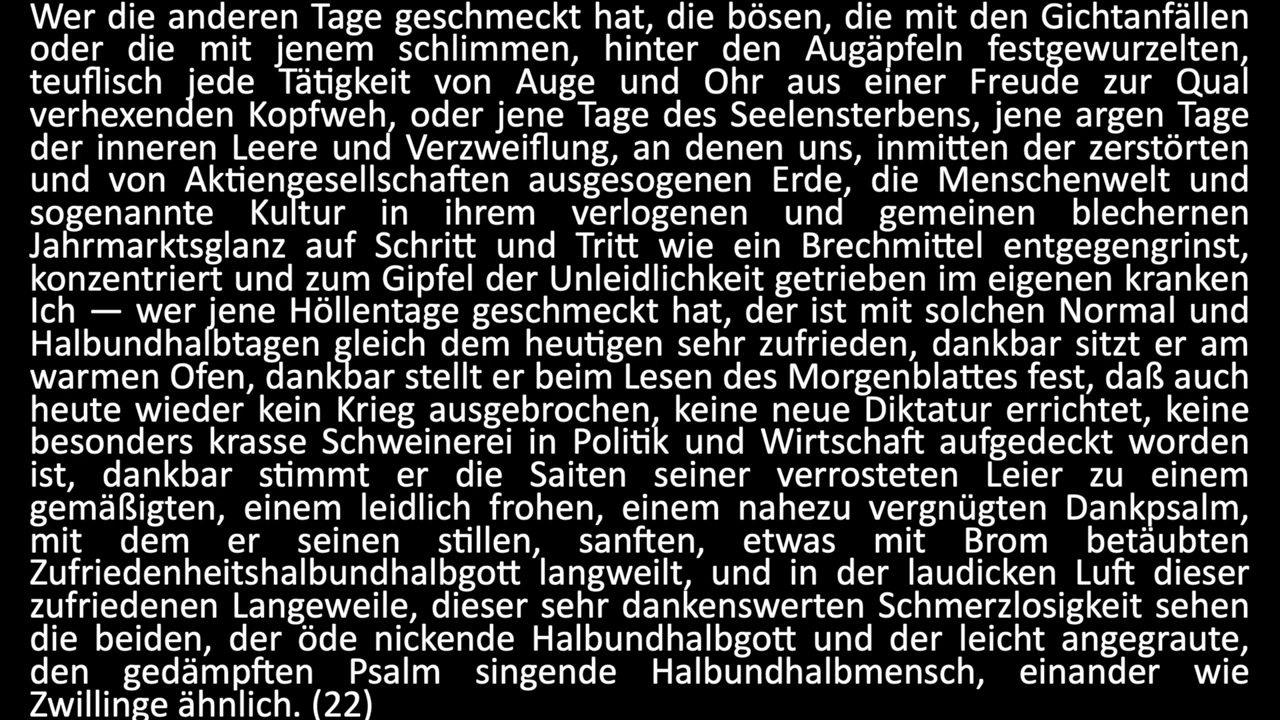 Wer die anderen Tage geschmeckt hat, die bösen, die mit den Gichtanfällen
oder die mit jenem schlimmen, hinter den Augäpfeln festgewurzelten,
teuflisch jede Tätigkeit von Auge und Ohr aus einer Freude zur Qual
verhexenden Kopfweh, oder jene Tage des Seelensterbens, jene argen Tage
der inneren Leere und Verzweiflung, an denen uns, inmitten der zerstörten
und von Aktiengesellschaften ausgesogenen Erde, die Menschenwelt und
sogenannte Kultur in ihrem verlogenen und gemeinen blechernen
Jahrmarktsglanz auf Schritt und Tritt wie ein Brechmittel entgegengrinst,
konzentriert und zum Gipfel der Unleidlichkeit getrieben im eigenen kranken
Ich — wer jene Höllentage geschmeckt hat, der ist mit solchen Normal und
Halbundhalbtagen gleich dem heutigen sehr zufrieden, dankbar sitzt er am
warmen Ofen, dankbar stellt er beim Lesen des Morgenblattes fest, daß auch
heute wieder kein Krieg ausgebrochen, keine neue Diktatur errichtet, keine
besonders krasse Schweinerei in Politik und Wirtschaft aufgedeckt worden
ist, dankbar stimmt er die Saiten seiner verrosteten Leier zu einem
gemäßigten, einem leidlich frohen, einem nahezu vergnügten Dankpsalm,
mit dem er seinen stillen, sanften, etwas mit Brom betäubten
Zufriedenheitshalbundhalbgott langweilt, und in der laudicken Luft dieser
zufriedenen Langeweile, dieser sehr dankenswerten Schmerzlosigkeit sehen
die beiden, der öde nickende Halbundhalbgott und der leicht angegraute,
den gedämpften Psalm singende Halbundhalbmensch, einander wie
Zwillinge ähnlich. (22)